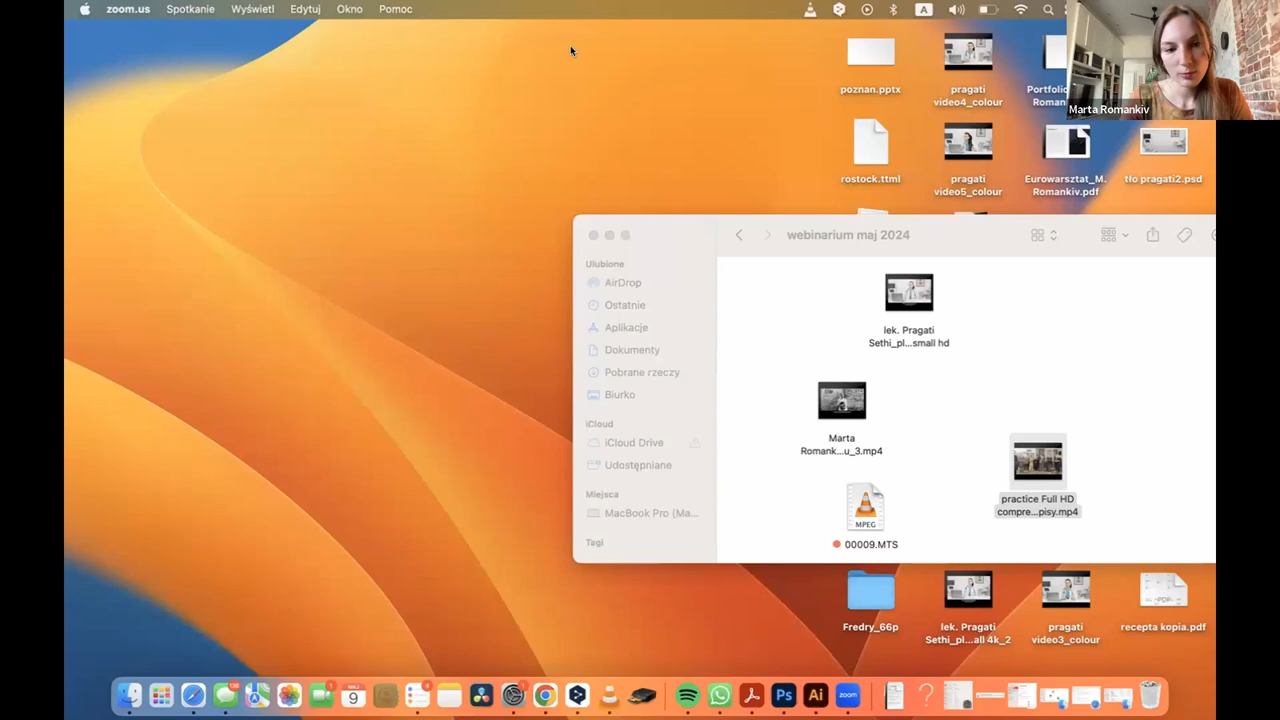 zoom.us Spotkanie Wyświetl Edytuj Okno Pomoc
A
Marta Romankiv
poznan.pptx
pragati
video4_colour
Portfolio
Roman
rostock.ttml
pragati
video5_colour
Eurowarsztat_M.
Romankiv.pdf
tło pragati2.psd
webinarium maj 2024
Ulubione
AirDrop
Ostatnie
Aplikacje
Dokumenty
Pobrane rzeczy
Biurko
iCloud
iCloud Drive
Udostępniane
Miejsca
MacBook Pro (Ma...
Tagi
lek. Pragati
Sethi_pl...small hd
Marta
Romank...u_3.mp4
practice Full HD
compre...pisy.mp4
MPEG
00009.MTS
Fredry_66p
lek. Pragati
Sethi_pl...all 4k_2
pragati
video3_colour
recepta kopia.pdf
MAJ
9
Ps
Ai
zoom